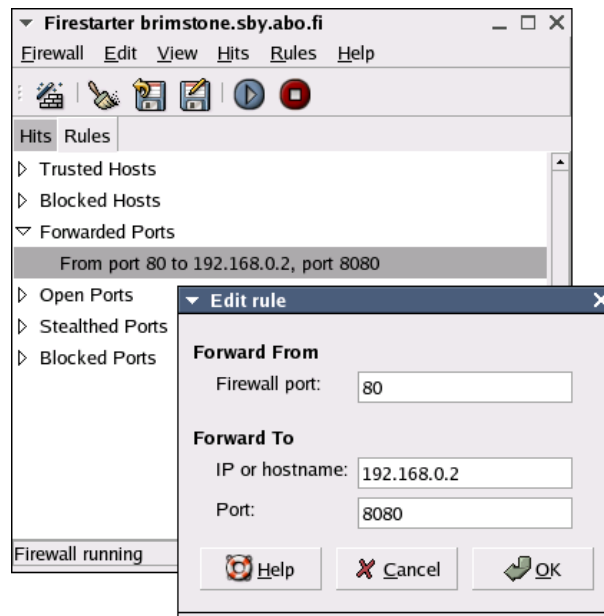 Firestarter brimstone.sby.abo.fi
Firewall Edit View Hits Rules Help
Hits Rules
Trusted Hosts
Blocked Hosts
Forwarded Ports
From port 80 to 192.168.0.2, port 8080
Open Ports
Stealthed Ports
Blocked Ports
Firewall running
Edit rule
Forward From
Firewall port: 80
Forward To
IP or hostname: 192.168.0.2
Port: 8080
Help Cancel OK